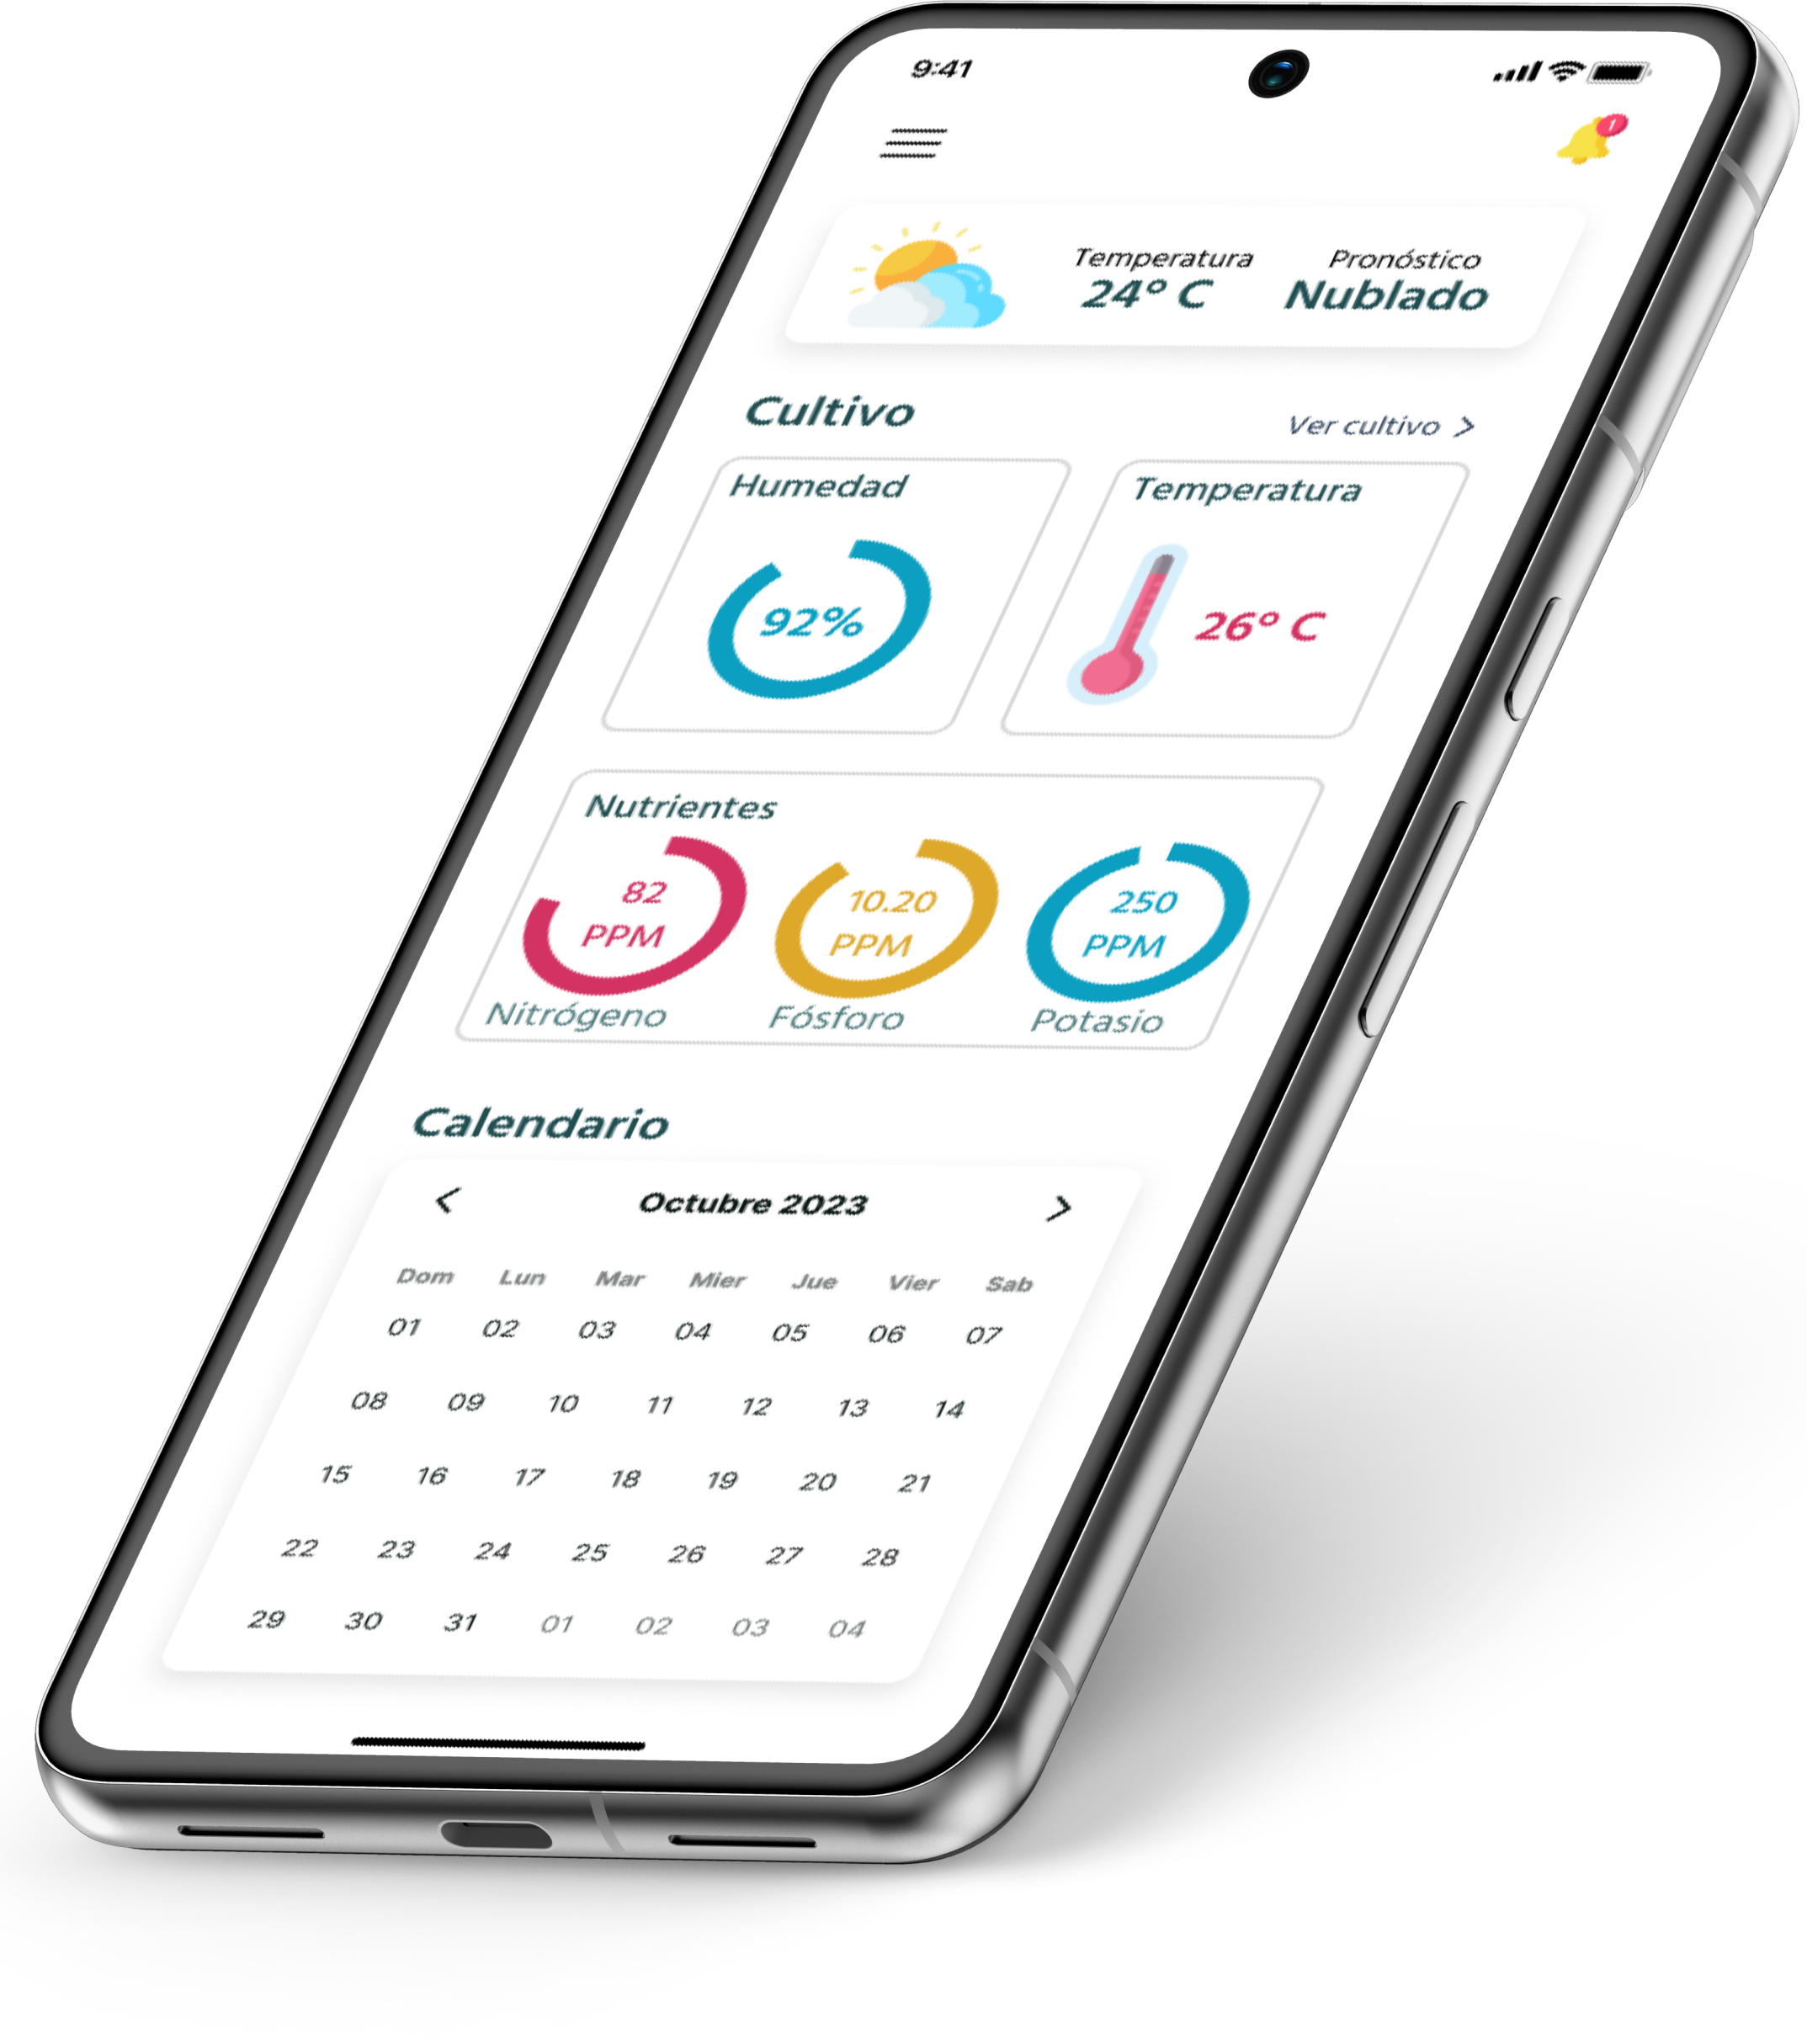 9:41
1
Temperatura Pronóstico
24° C Nublado
Cultivo Ver cultivo >
Humedad Temperatura
92% 26° C
Nutrientes
82 10.20 250
PPM PPM PPM
Nitrógeno Fósforo Potasio
Calendario
< Octubre 2023 >
Dom Lun Mar Mier Jue Vier Sab
01 02 03 04 05 06 07
08 09 10 11 12 13 14
15 16 17 18 19 20 21
22 23 24 25 26 27 28
29 30 31 01 02 03 04